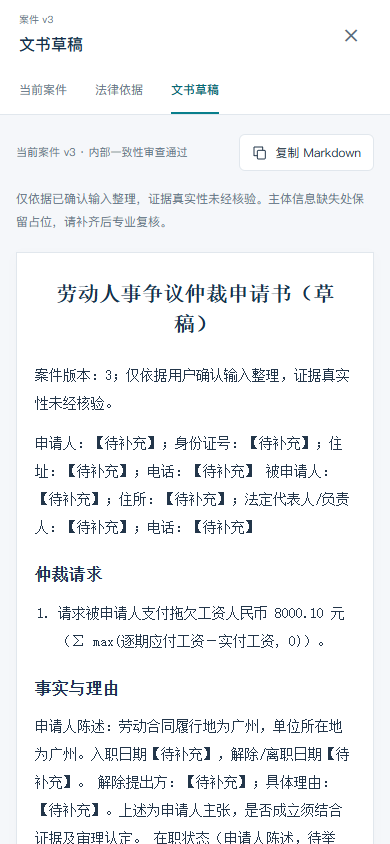 案件 v3
文书草稿
当前案件
法律依据
文书草稿
当前案件 v3 · 内部一致性审查通过
复制 Markdown
仅依据已确认输入整理，证据真实性未经核验。主体信息缺失处保
留占位，请补齐后专业复核。
劳动人事争议仲裁申请书（草
稿）
案件版本：3；仅依据用户确认输入整理，证据真实
性未经核验。
申请人：【待补充】；身份证号：【待补充】；住
址：【待补充】；电话：【待补充】 被申请人：
【待补充】；住所：【待补充】；法定代表人/负责
人：【待补充】；电话：【待补充】
仲裁请求
1. 请求被申请人支付拖欠工资人民币 8000.10 元
（Σ max(逐期应付工资－实付工资, 0)）。
事实与理由
申请人陈述：劳动合同履行地为广州，单位所在地
为广州。入职日期【待补充】，解除/离职日期【待
补充】。 解除提出方：【待补充】；具体理由：
【待补充】。上述为申请人主张，是否成立须结合
证据及审理认定。 在职状态（申请人陈述，待举